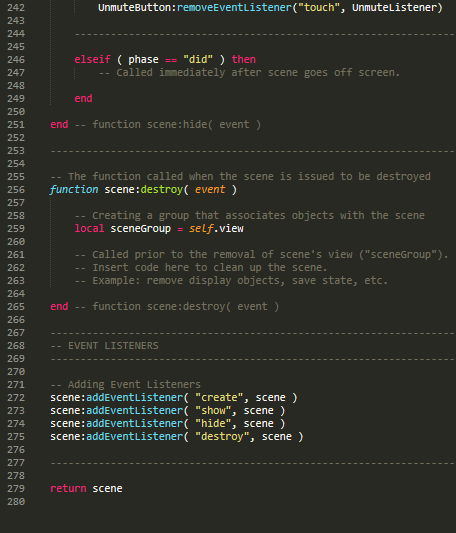 242 UnmuteButton:removeEventListener("touch", UnmuteListener)
243
244 ----------------------------------------------------------------
245
246 elseif ( phase == "did" ) then
247 -- Called immediately after scene goes off screen.
248
249 end
250
251 end -- function scene:hide( event )
252
253 --------------------------------------------------------------------
254
255 -- The function called when the scene is issued to be destroyed
256 function scene:destroy( event )
257
258 -- Creating a group that associates objects with the scene
259 local sceneGroup = self.view
260
261 -- Called prior to the removal of scene's view ("sceneGroup").
262 -- Insert code here to clean up the scene.
263 -- Example: remove display objects, save state, etc.
264
265 end -- function scene:destroy( event )
266
267 --------------------------------------------------------------------
268 -- EVENT LISTENERS
269 --------------------------------------------------------------------
270
271 -- Adding Event Listeners
272 scene:addEventListener( "create", scene )
273 scene:addEventListener( "show", scene )
274 scene:addEventListener( "hide", scene )
275 scene:addEventListener( "destroy", scene )
276
277 --------------------------------------------------------------------
278
279 return scene
280